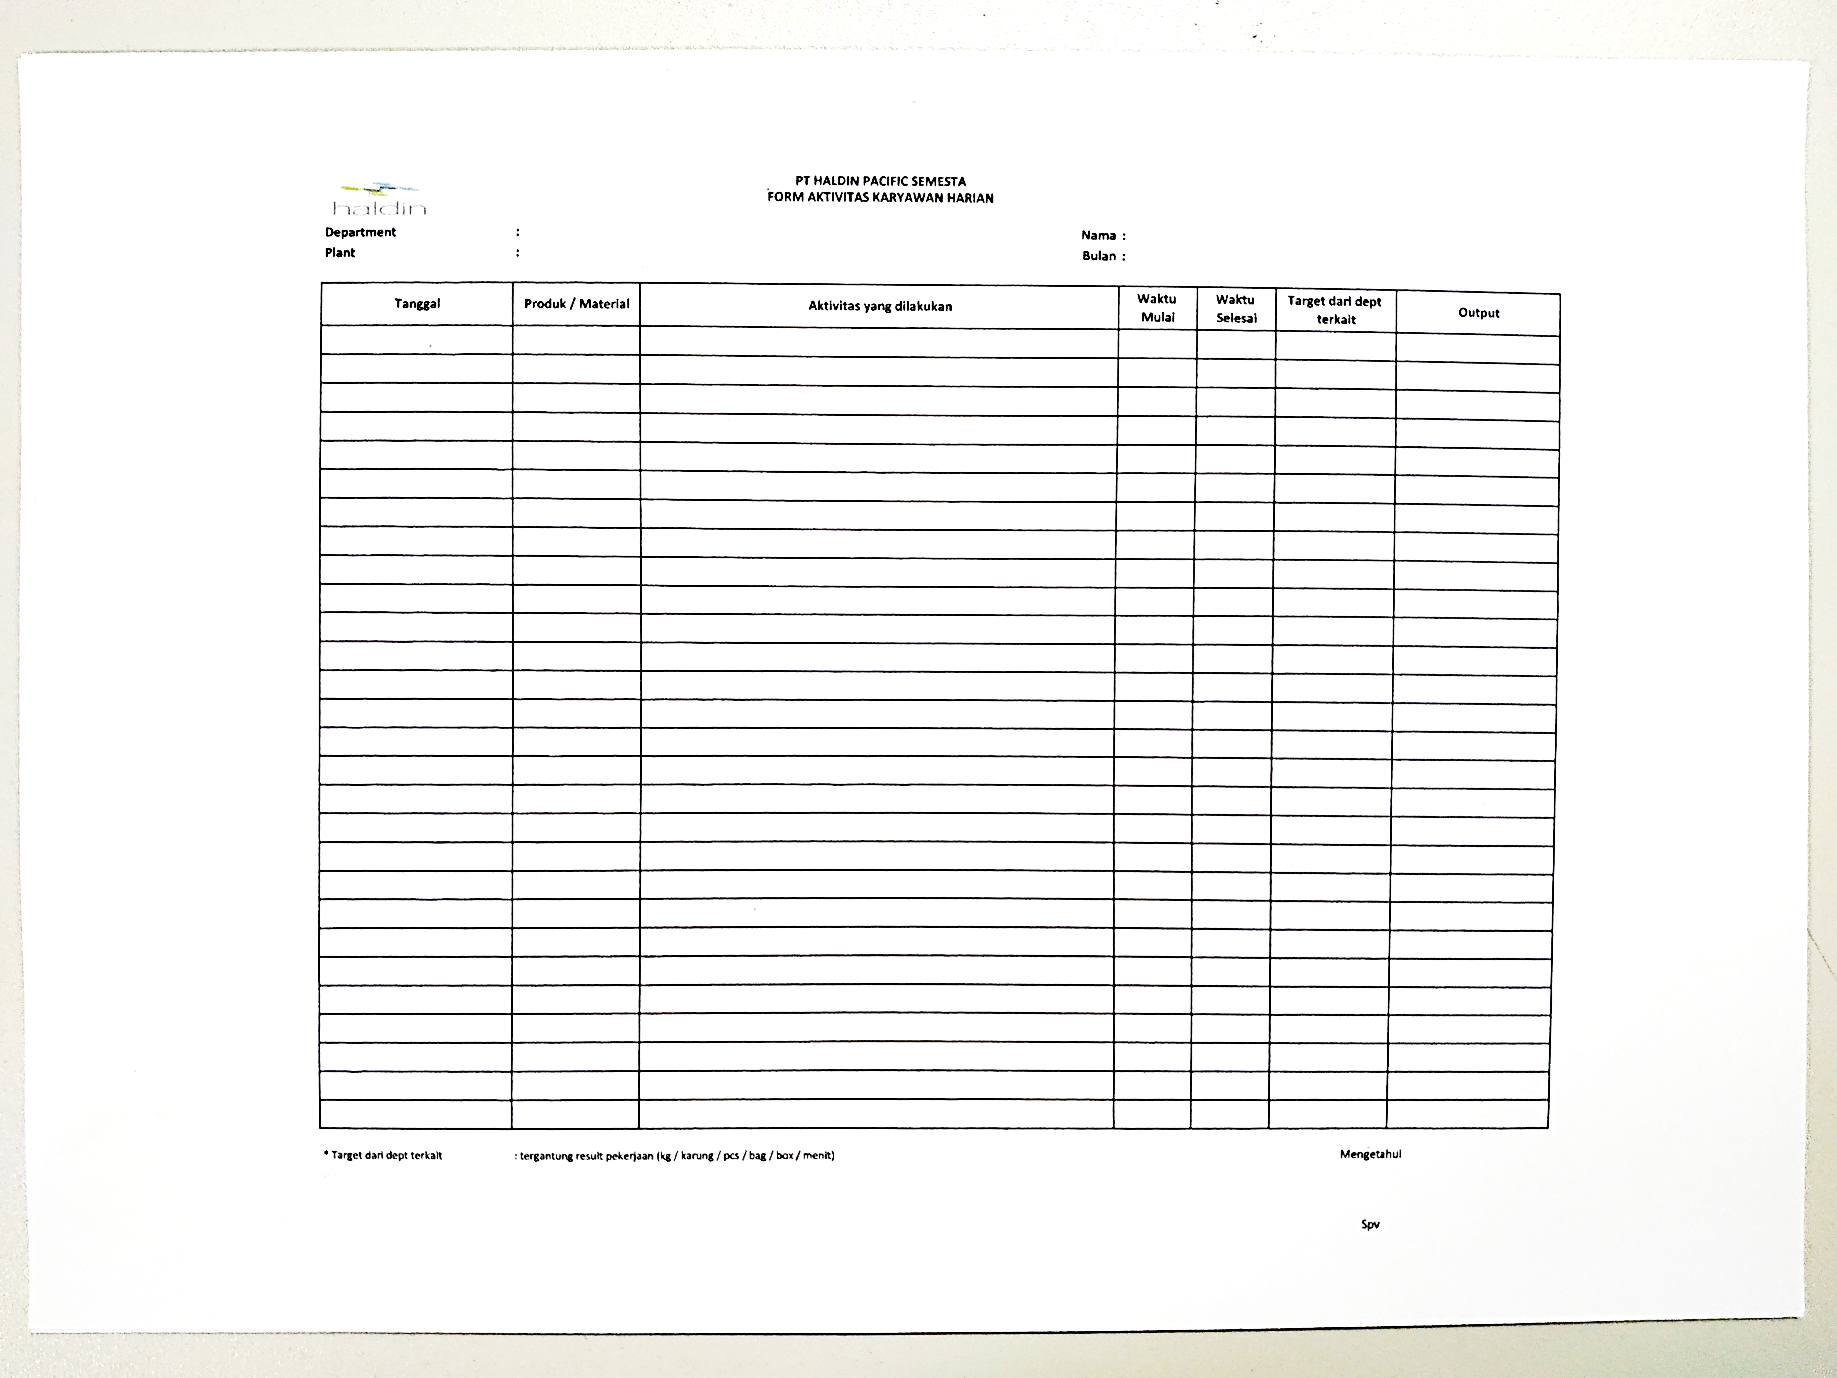 haldin
PT HALDIN PACIFIC SEMESTA
FORM AKTIVITAS KARYAWAN HARIAN
Department :
Plant :
Nama :
Bulan :
Tanggal Produk / Material Aktivitas yang dilakukan Waktu Mulai Waktu Selesai Target dari dept terkait Output
* Target dari dept terkait : tergantung result pekerjaan (kg / karung / pcs / bag / box / menit)
Mengetahui
Spv